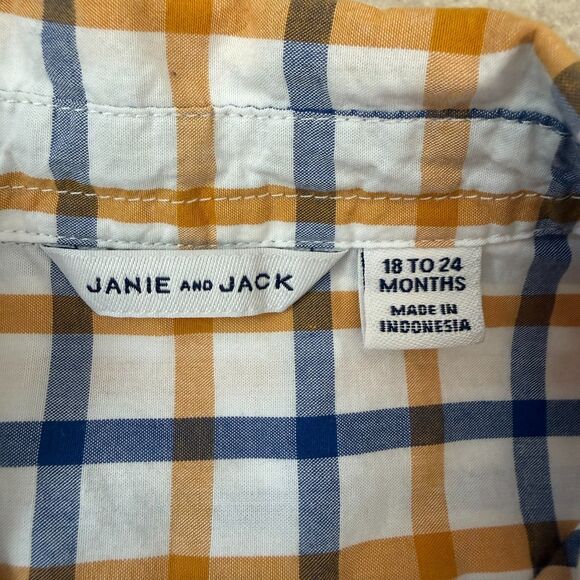 JANIE AND JACK
18 TO 24
MONTHS
MADE IN
INDONESIA